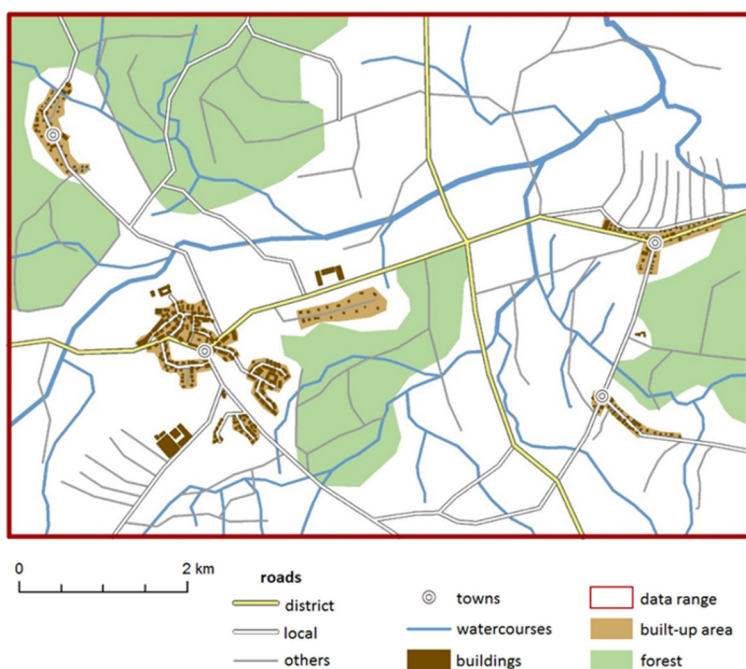 0 2 km
roads
district
local
others
towns
watercourses
buildings
data range
built-up area
forest